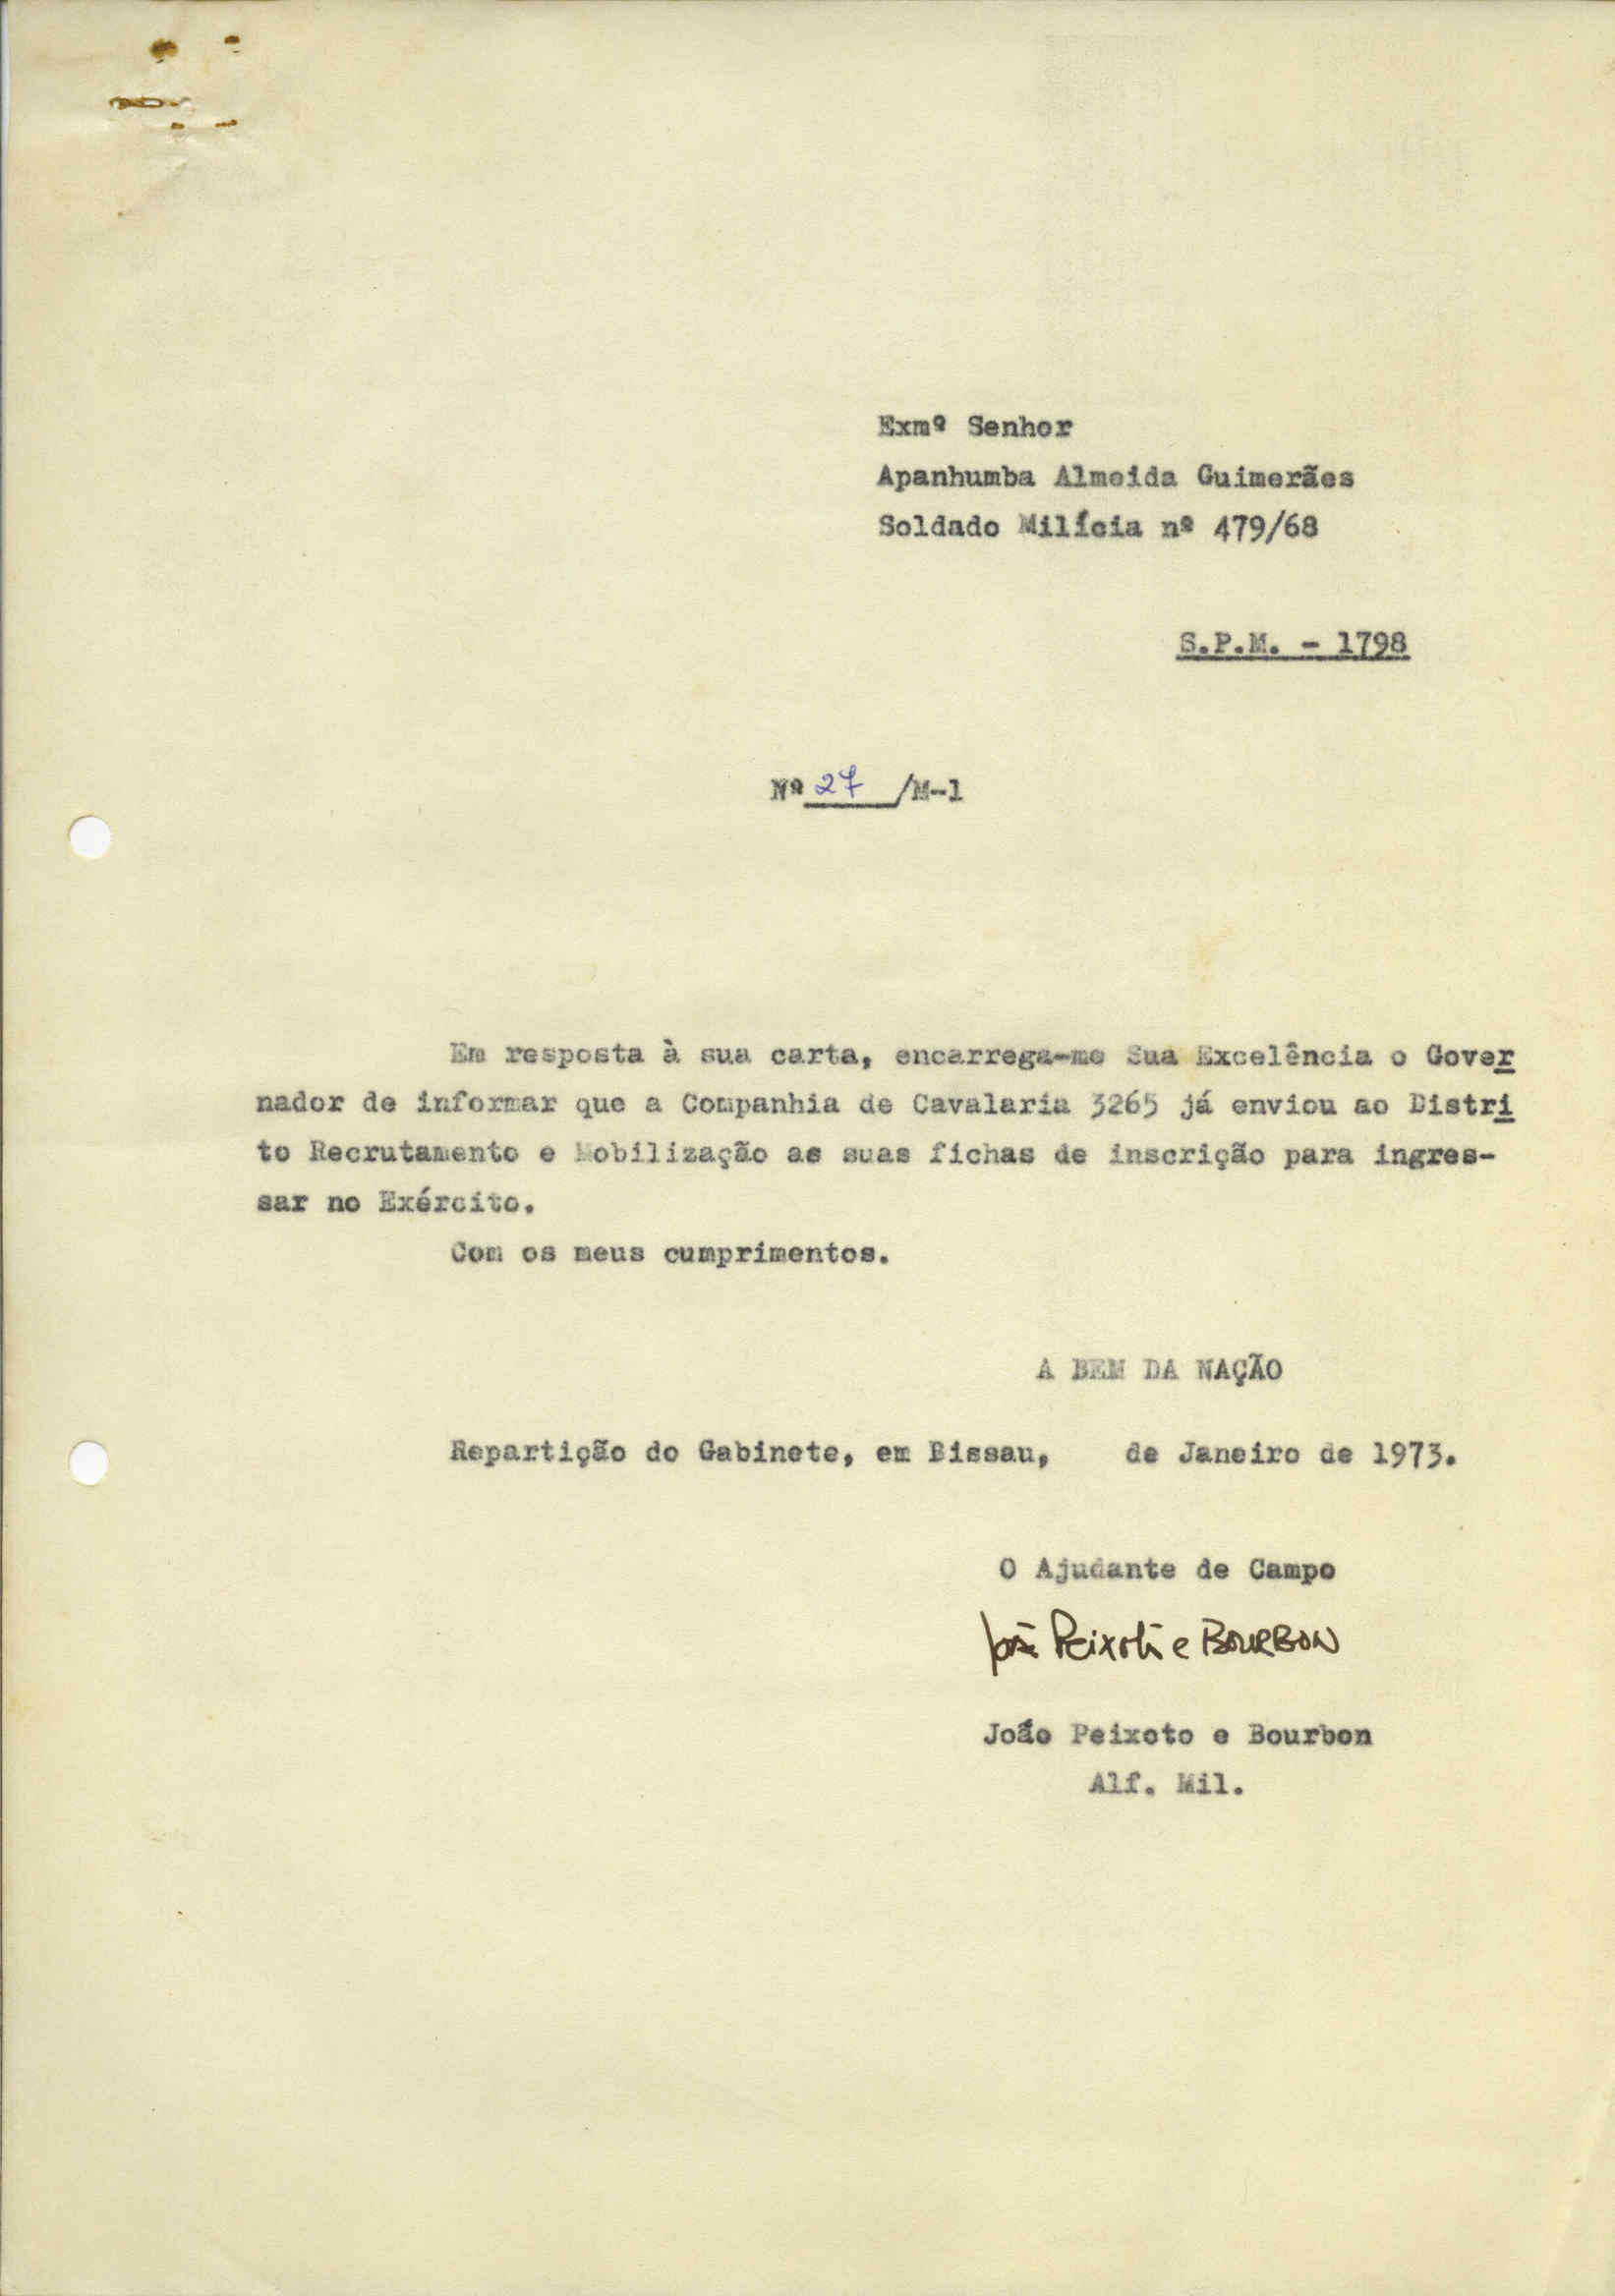 Exmº Senhor
Apanhumba Almeida Guimerães
Soldado Milícia nº 479/68
S.P.M. - 1798
Nº 27 /M-1
Em resposta à sua carta, encarrega-me Sua Excelência o Gover
nador de informar que a Companhia de Cavalaria 3265 já enviou ao Distri
to Recrutamento e Mobilização as suas fichas de inscrição para ingres-
sar no Exército.
Com os meus cumprimentos.
A BEM DA NAÇÃO
Repartição do Gabinete, em Bissau, de Janeiro de 1973.
O Ajudante de Campo
João Peixoto e BOURBON
João Peixoto e Bourbon
Alf. Mil.